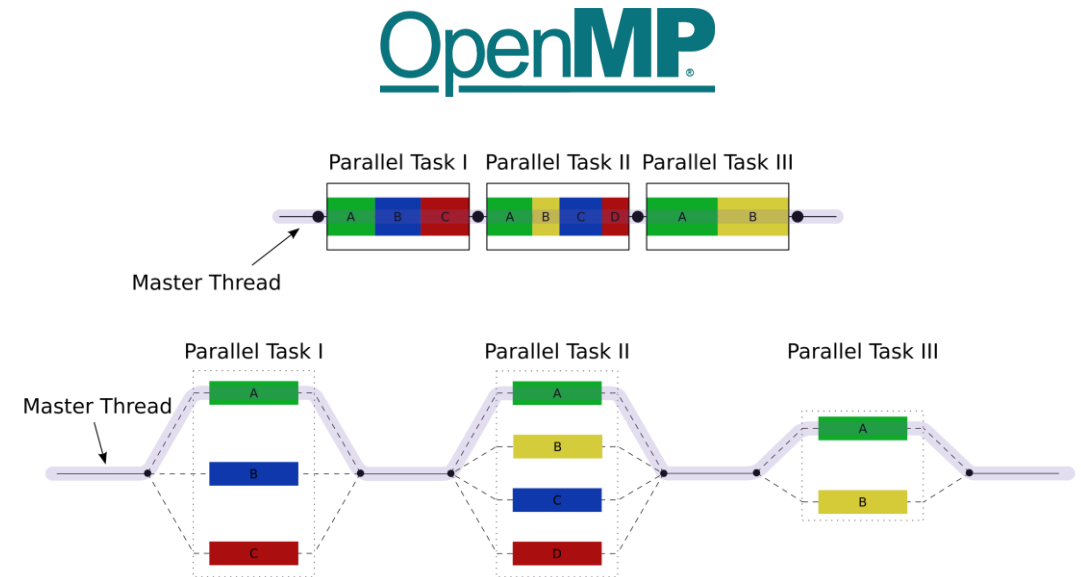 OpenMP®
Parallel Task I Parallel Task II Parallel Task III
A B C A B C D A B
Master Thread
Parallel Task I Parallel Task II Parallel Task III
A A
Master Thread
A
B
B
C
B
C D